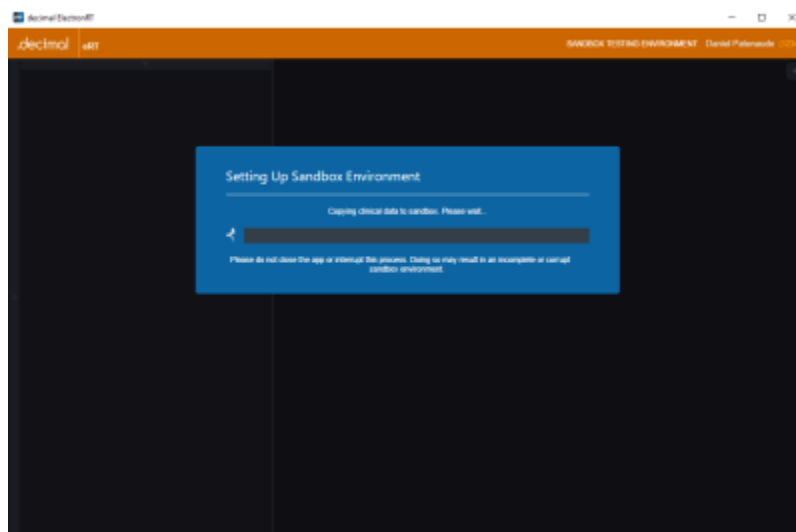 decimal ElectronRT
.decimal eRT SANDBOX TESTING ENVIRONMENT Daniel Patenaude
Setting Up Sandbox Environment
Copying clinical data to sandbox. Please wait...
Please do not close the app or interrupt this process. Doing so may result in an incomplete or corrupt
sandbox environment.